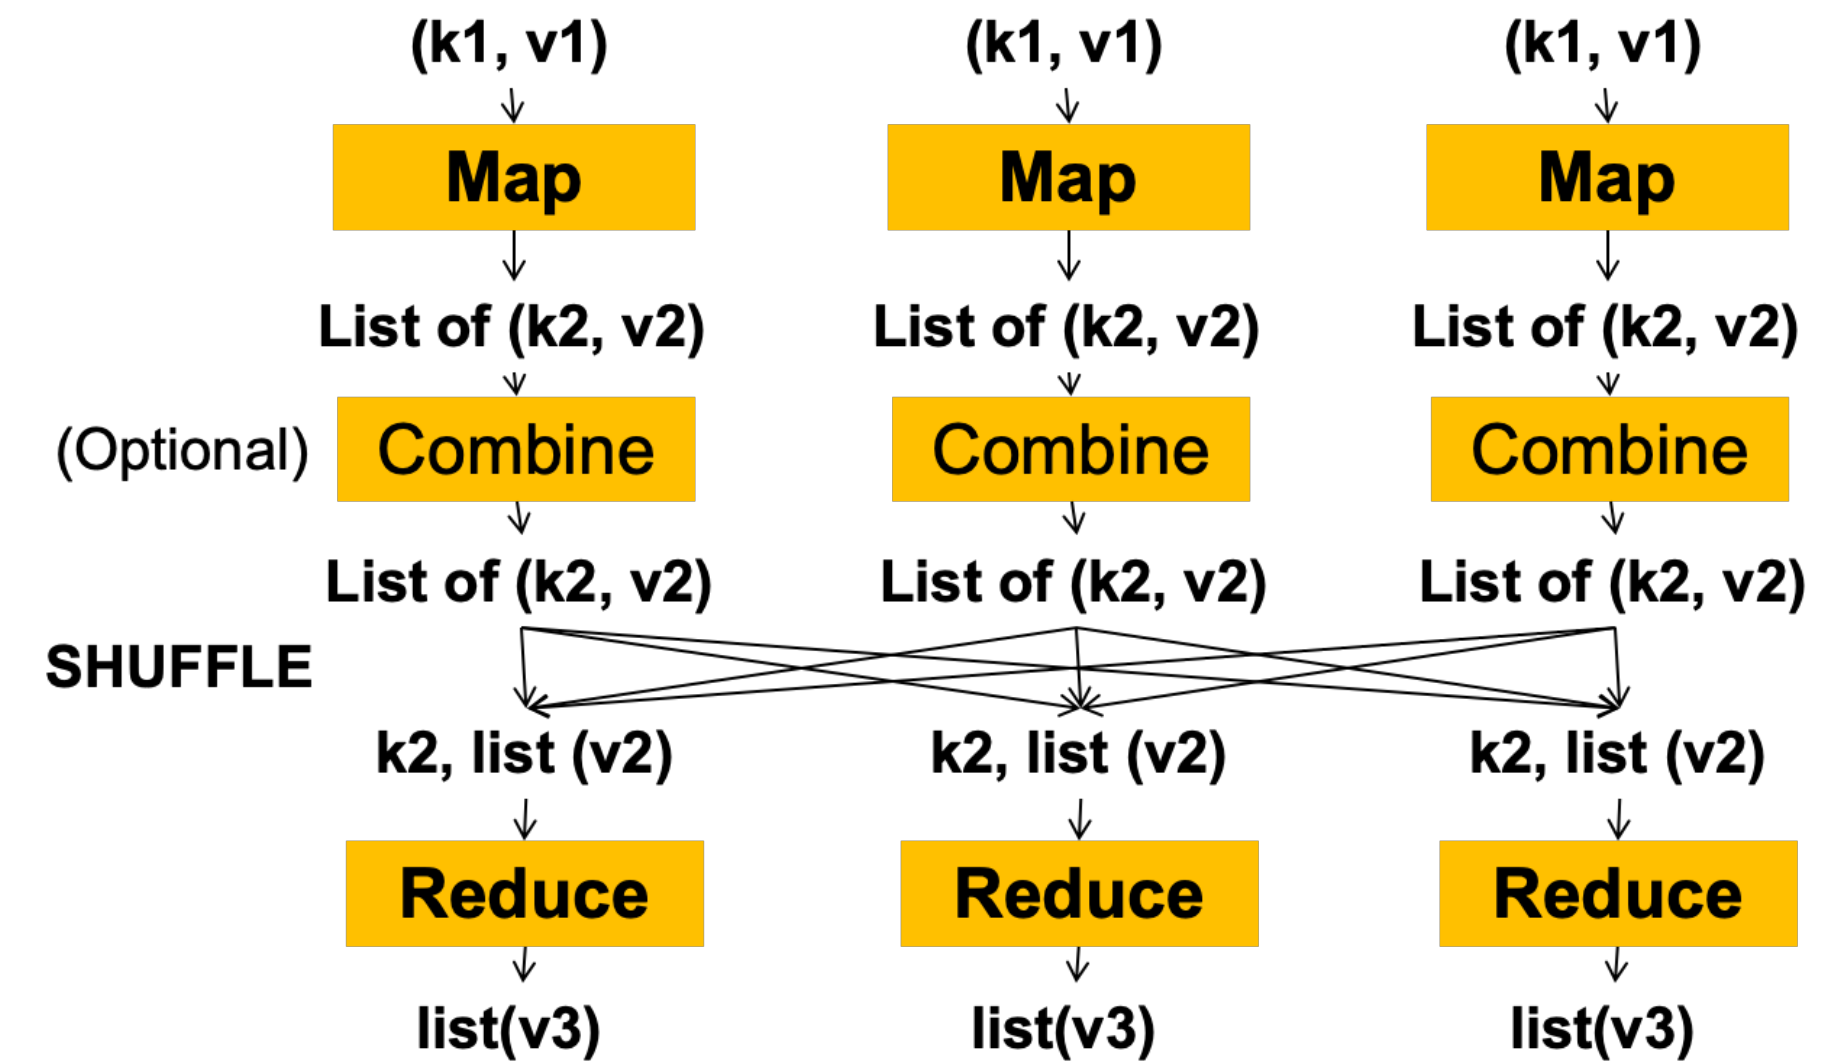 (k1, v1) (k1, v1) (k1, v1)
Map Map Map
List of (k2, v2) List of (k2, v2) List of (k2, v2)
(Optional) Combine Combine Combine
List of (k2, v2) List of (k2, v2) List of (k2, v2)
SHUFFLE
k2, list (v2) k2, list (v2) k2, list (v2)
Reduce Reduce Reduce
list(v3) list(v3) list(v3)